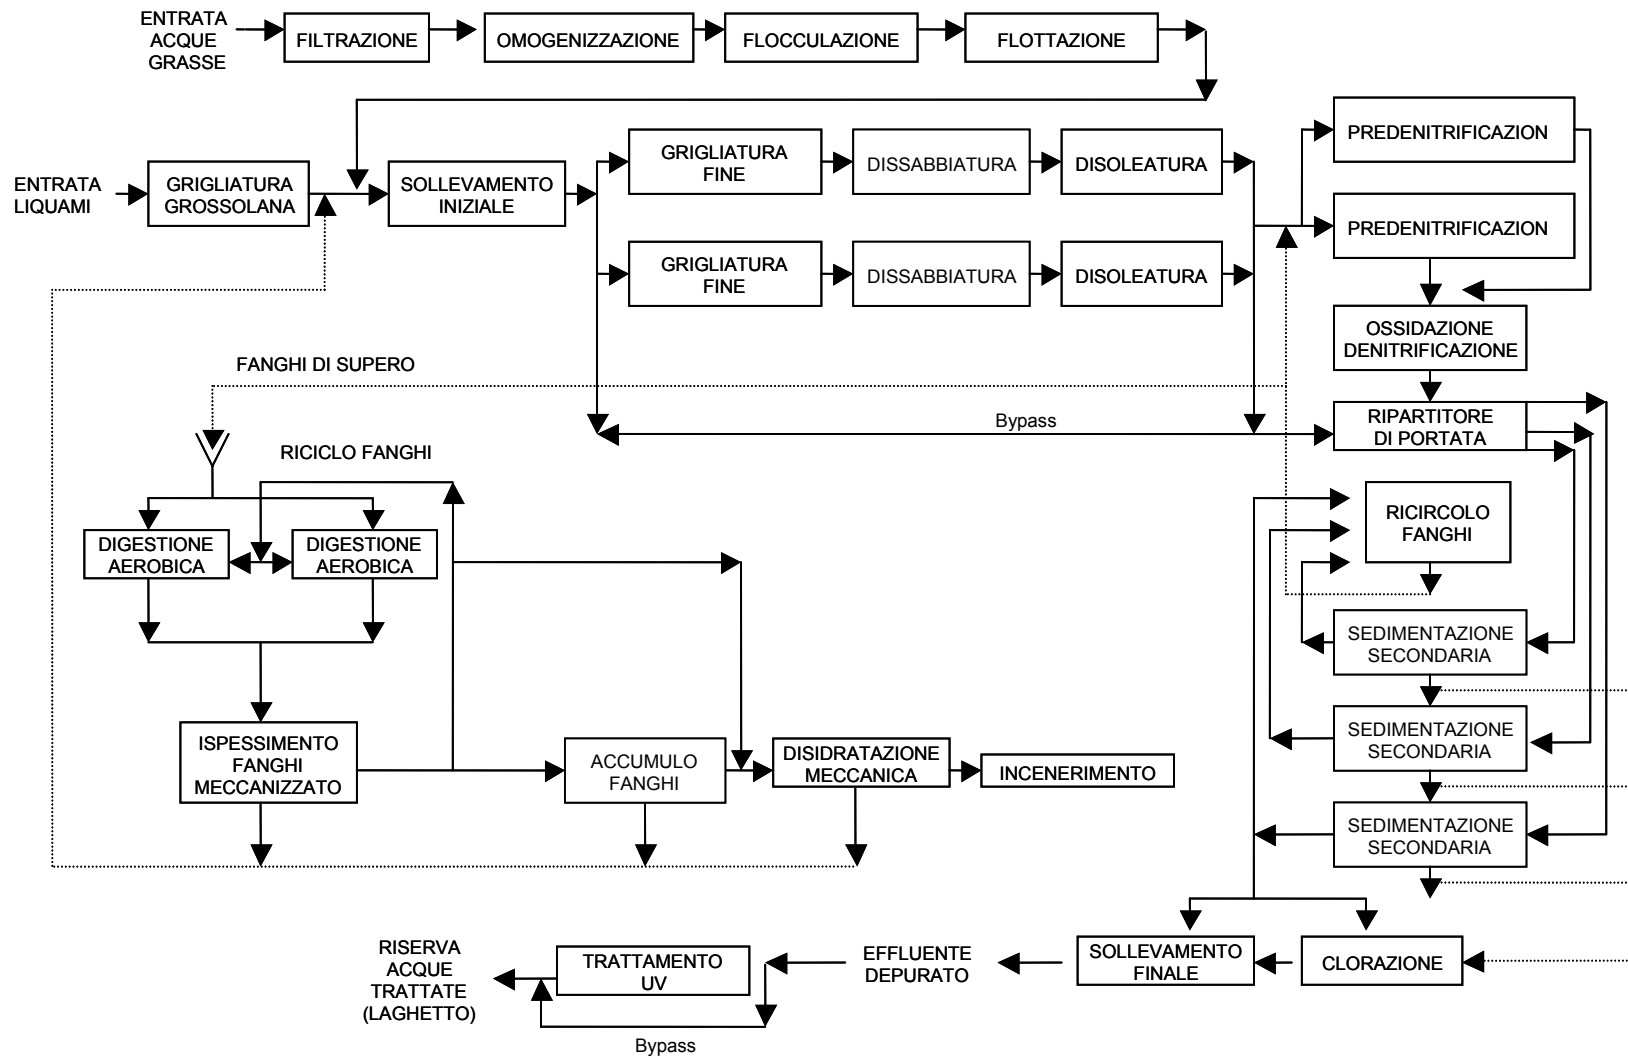 ENTRATA
ACQUE
GRASSE
FILTRAZIONE
OMOGENIZZAZIONE
FLOCCULAZIONE
FLOTTAZIONE
ENTRATA
LIQUAMI
GRIGLIATURA
GROSSOLANA
SOLLEVAMENTO
INIZIALE
GRIGLIATURA
FINE
DISSABBIATURA
DISOLEATURA
PREDENITRIFICAZION
GRIGLIATURA
FINE
DISSABBIATURA
DISOLEATURA
PREDENITRIFICAZION
OSSIDAZIONE
DENITRIFICAZIONE
FANGHI DI SUPERO
Bypass
RIPARTITORE
DI PORTATA
RICICLO FANGHI
DIGESTIONE
AEROBICA
DIGESTIONE
AEROBICA
RICIRCOLO
FANGHI
SEDIMENTAZIONE
SECONDARIA
ISPESSIMENTO
FANGHI
MECCANIZZATO
ACCUMULO
FANGHI
DISIDRATAZIONE
MECCANICA
INCENERIMENTO
SEDIMENTAZIONE
SECONDARIA
SEDIMENTAZIONE
SECONDARIA
RISERVA
ACQUE
TRATTATE
(LAGHETTO)
TRATTAMENTO
UV
Bypass
EFFLUENTE
DEPURATO
SOLLEVAMENTO
FINALE
CLORAZIONE